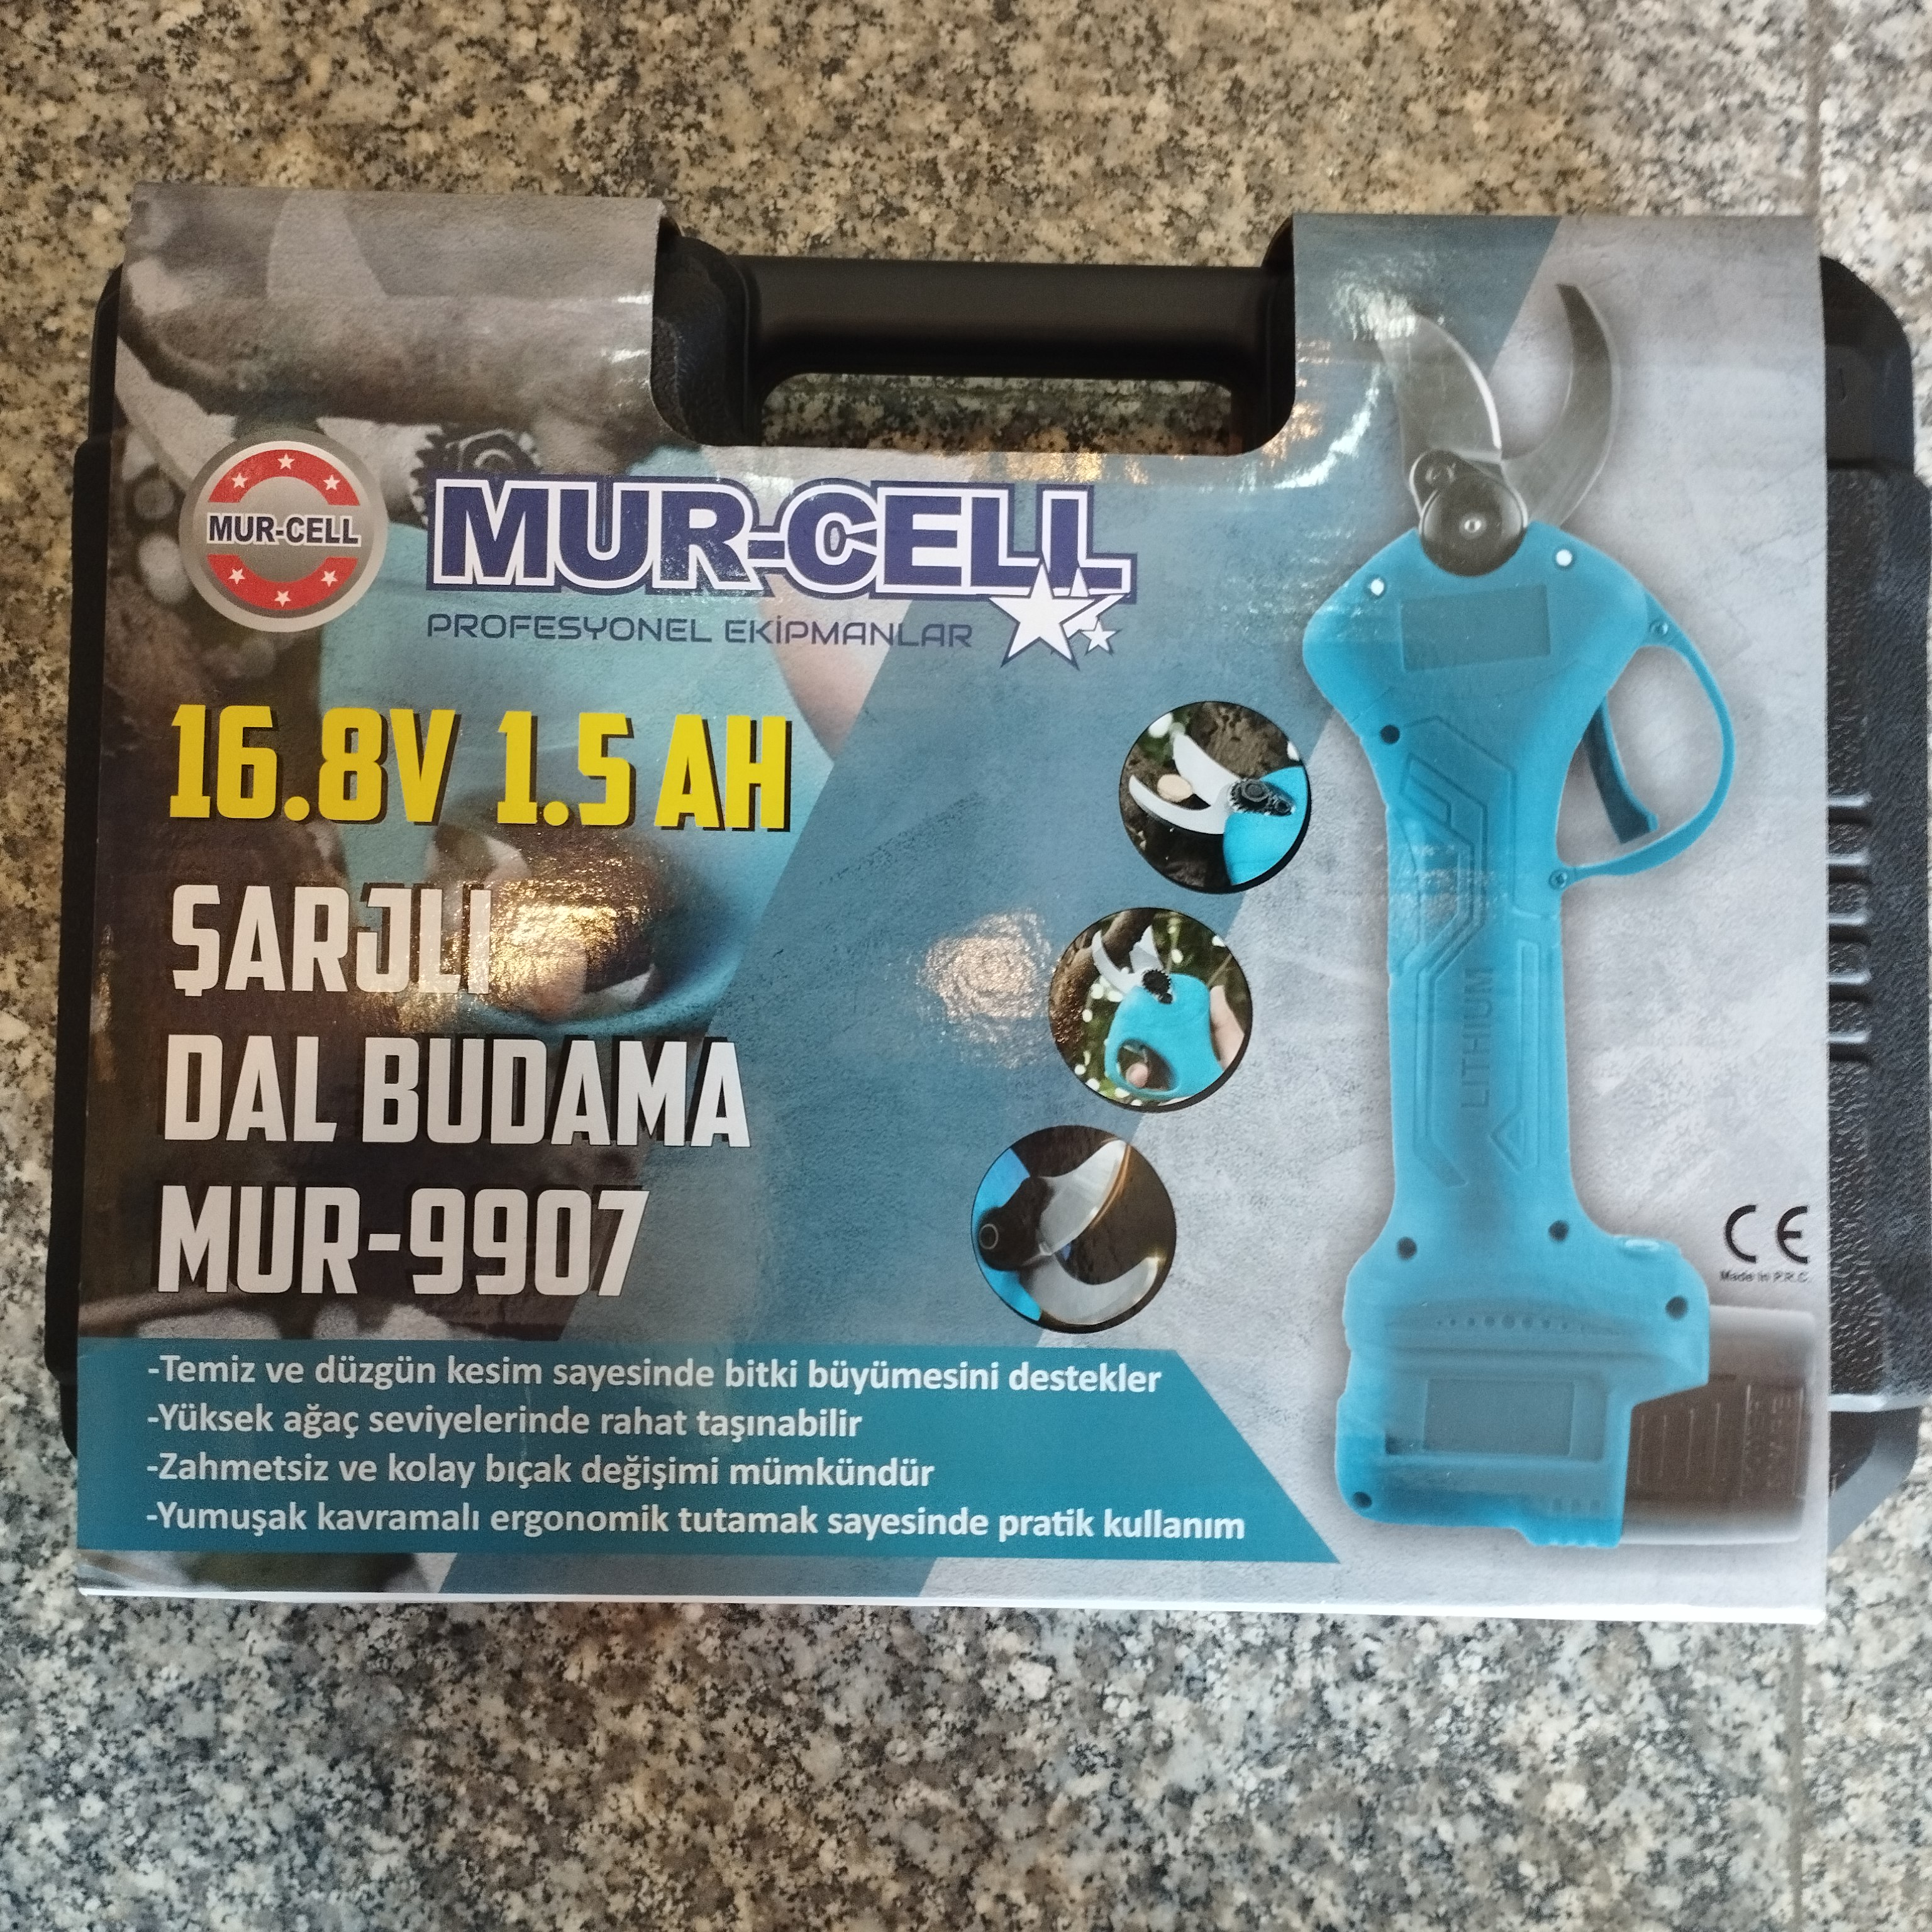 MUR-CELL
MUR-CELL
PROFESYONEL EKİPMANLAR
16.8V 1.5 AH
ŞARJLI
DAL BUDAMA
MUR-9907
LITHIUM
CE
Made in P.R.C.
-Temiz ve düzgün kesim sayesinde bitki büyümesini destekler
-Yüksek ağaç seviyelerinde rahat taşınabilir
-Zahmetsiz ve kolay bıçak değişimi mümkündür
-Yumuşak kavramalı ergonomik tutamak sayesinde pratik kullanım